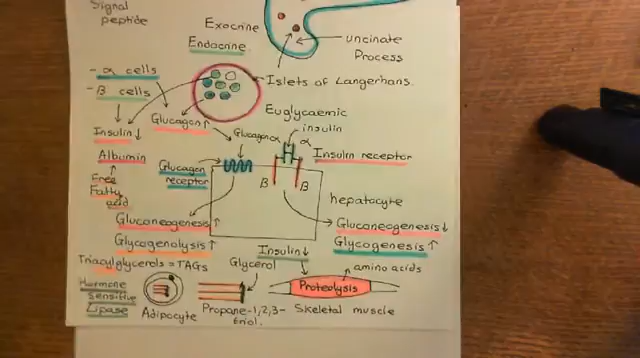 Signal
peptide
Exocrine
Endocrine
uncinate
Process
- α cells
- B cells
Islets of Langerhans.
Euglycaemic
Glucagon ↑
Insulin ↓
Glucagon
insulin
α α
Albumin
Insulin receptor
Glucagon
receptor
Free
Fatty
acid
B B
hepatocyte
Gluconeogenesis ↑
Glycogenolysis ↑
Gluconeogenesis ↓
Glycogenesis ↑
Triacylglycerols = TAGs
Insulin ↓
Glycerol
amino acids
Hormone
Sensitive
Lipase
Proteolysis
Adipocyte
Propane-1,2,3-
triol.
Skeletal muscle